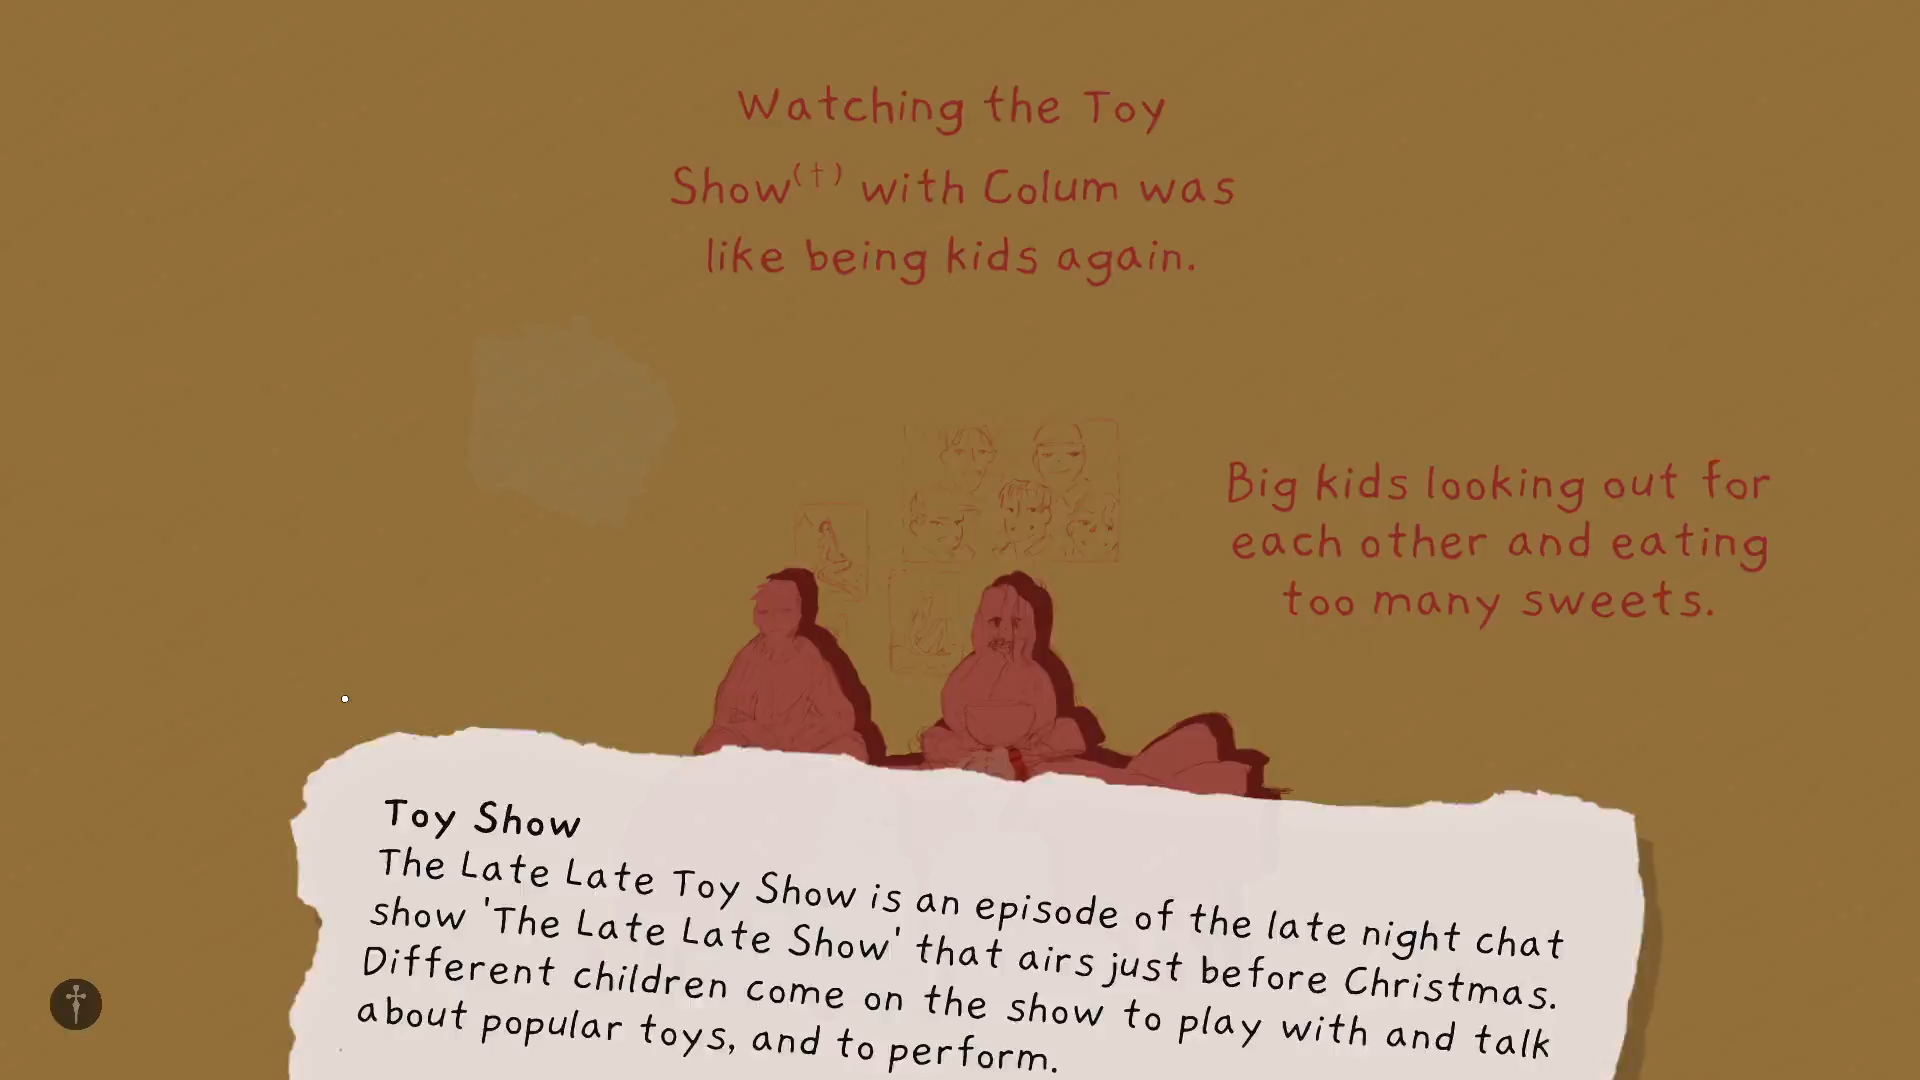 Watching the Toy
Show(†) with Colum was
like being kids again.
Big kids looking out for
each other and eating
too many sweets.
Toy Show
The Late Late Toy Show is an episode of the late night chat
show 'The Late Late Show' that airs just before Christmas.
Different children come on the show to play with and talk
about popular toys, and to perform.